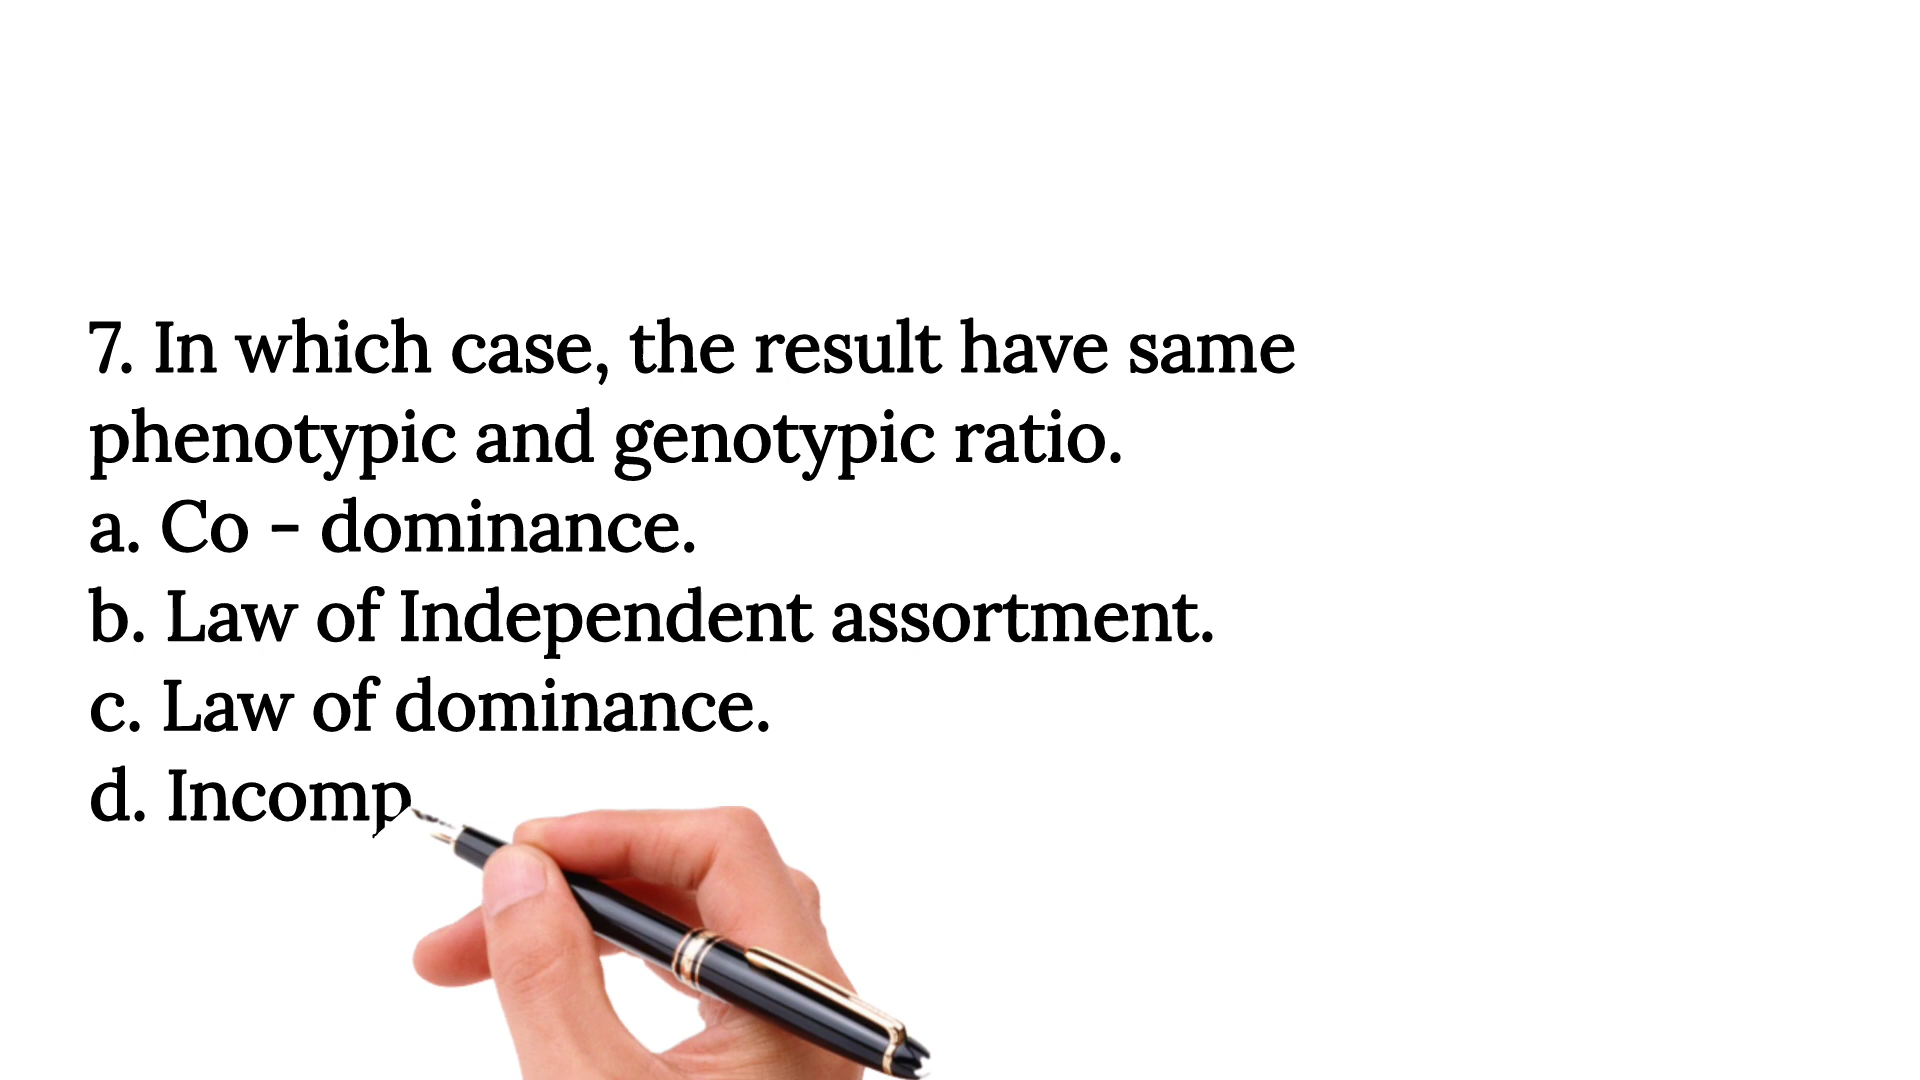 7. In which case, the result have same
phenotypic and genotypic ratio.
a. Co - dominance.
b. Law of Independent assortment.
c. Law of dominance.
d. Incomp